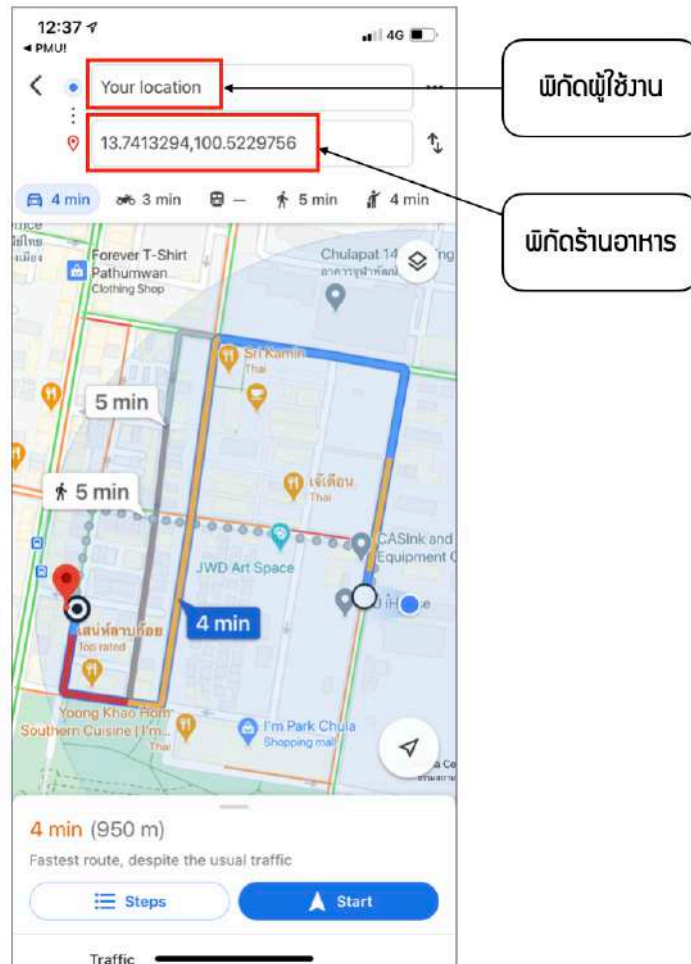 12:37
◀ PMU!
4G
Your location
พิกัดผู้ใช้งาน
13.7413294,100.5229756
พิกัดร้านอาหาร
4 min
3 min
—
5 min
4 min
Forever T-Shirt
Pathumwan
Clothing Shop
Chulapat 14
Sri Kamin
Thai
5 min
5 min
เจ๊เตือน
Thai
JWD Art Space
CASInk and
Equipment C
4 min
เสน่ห์ลาบก้อย
Top rated
Yoong Khao Hom
Southern Cuisine | I'm...
Thai
I'm Park Chula
Shopping mall
4 min (950 m)
Fastest route, despite the usual traffic
Steps
Start
Traffic